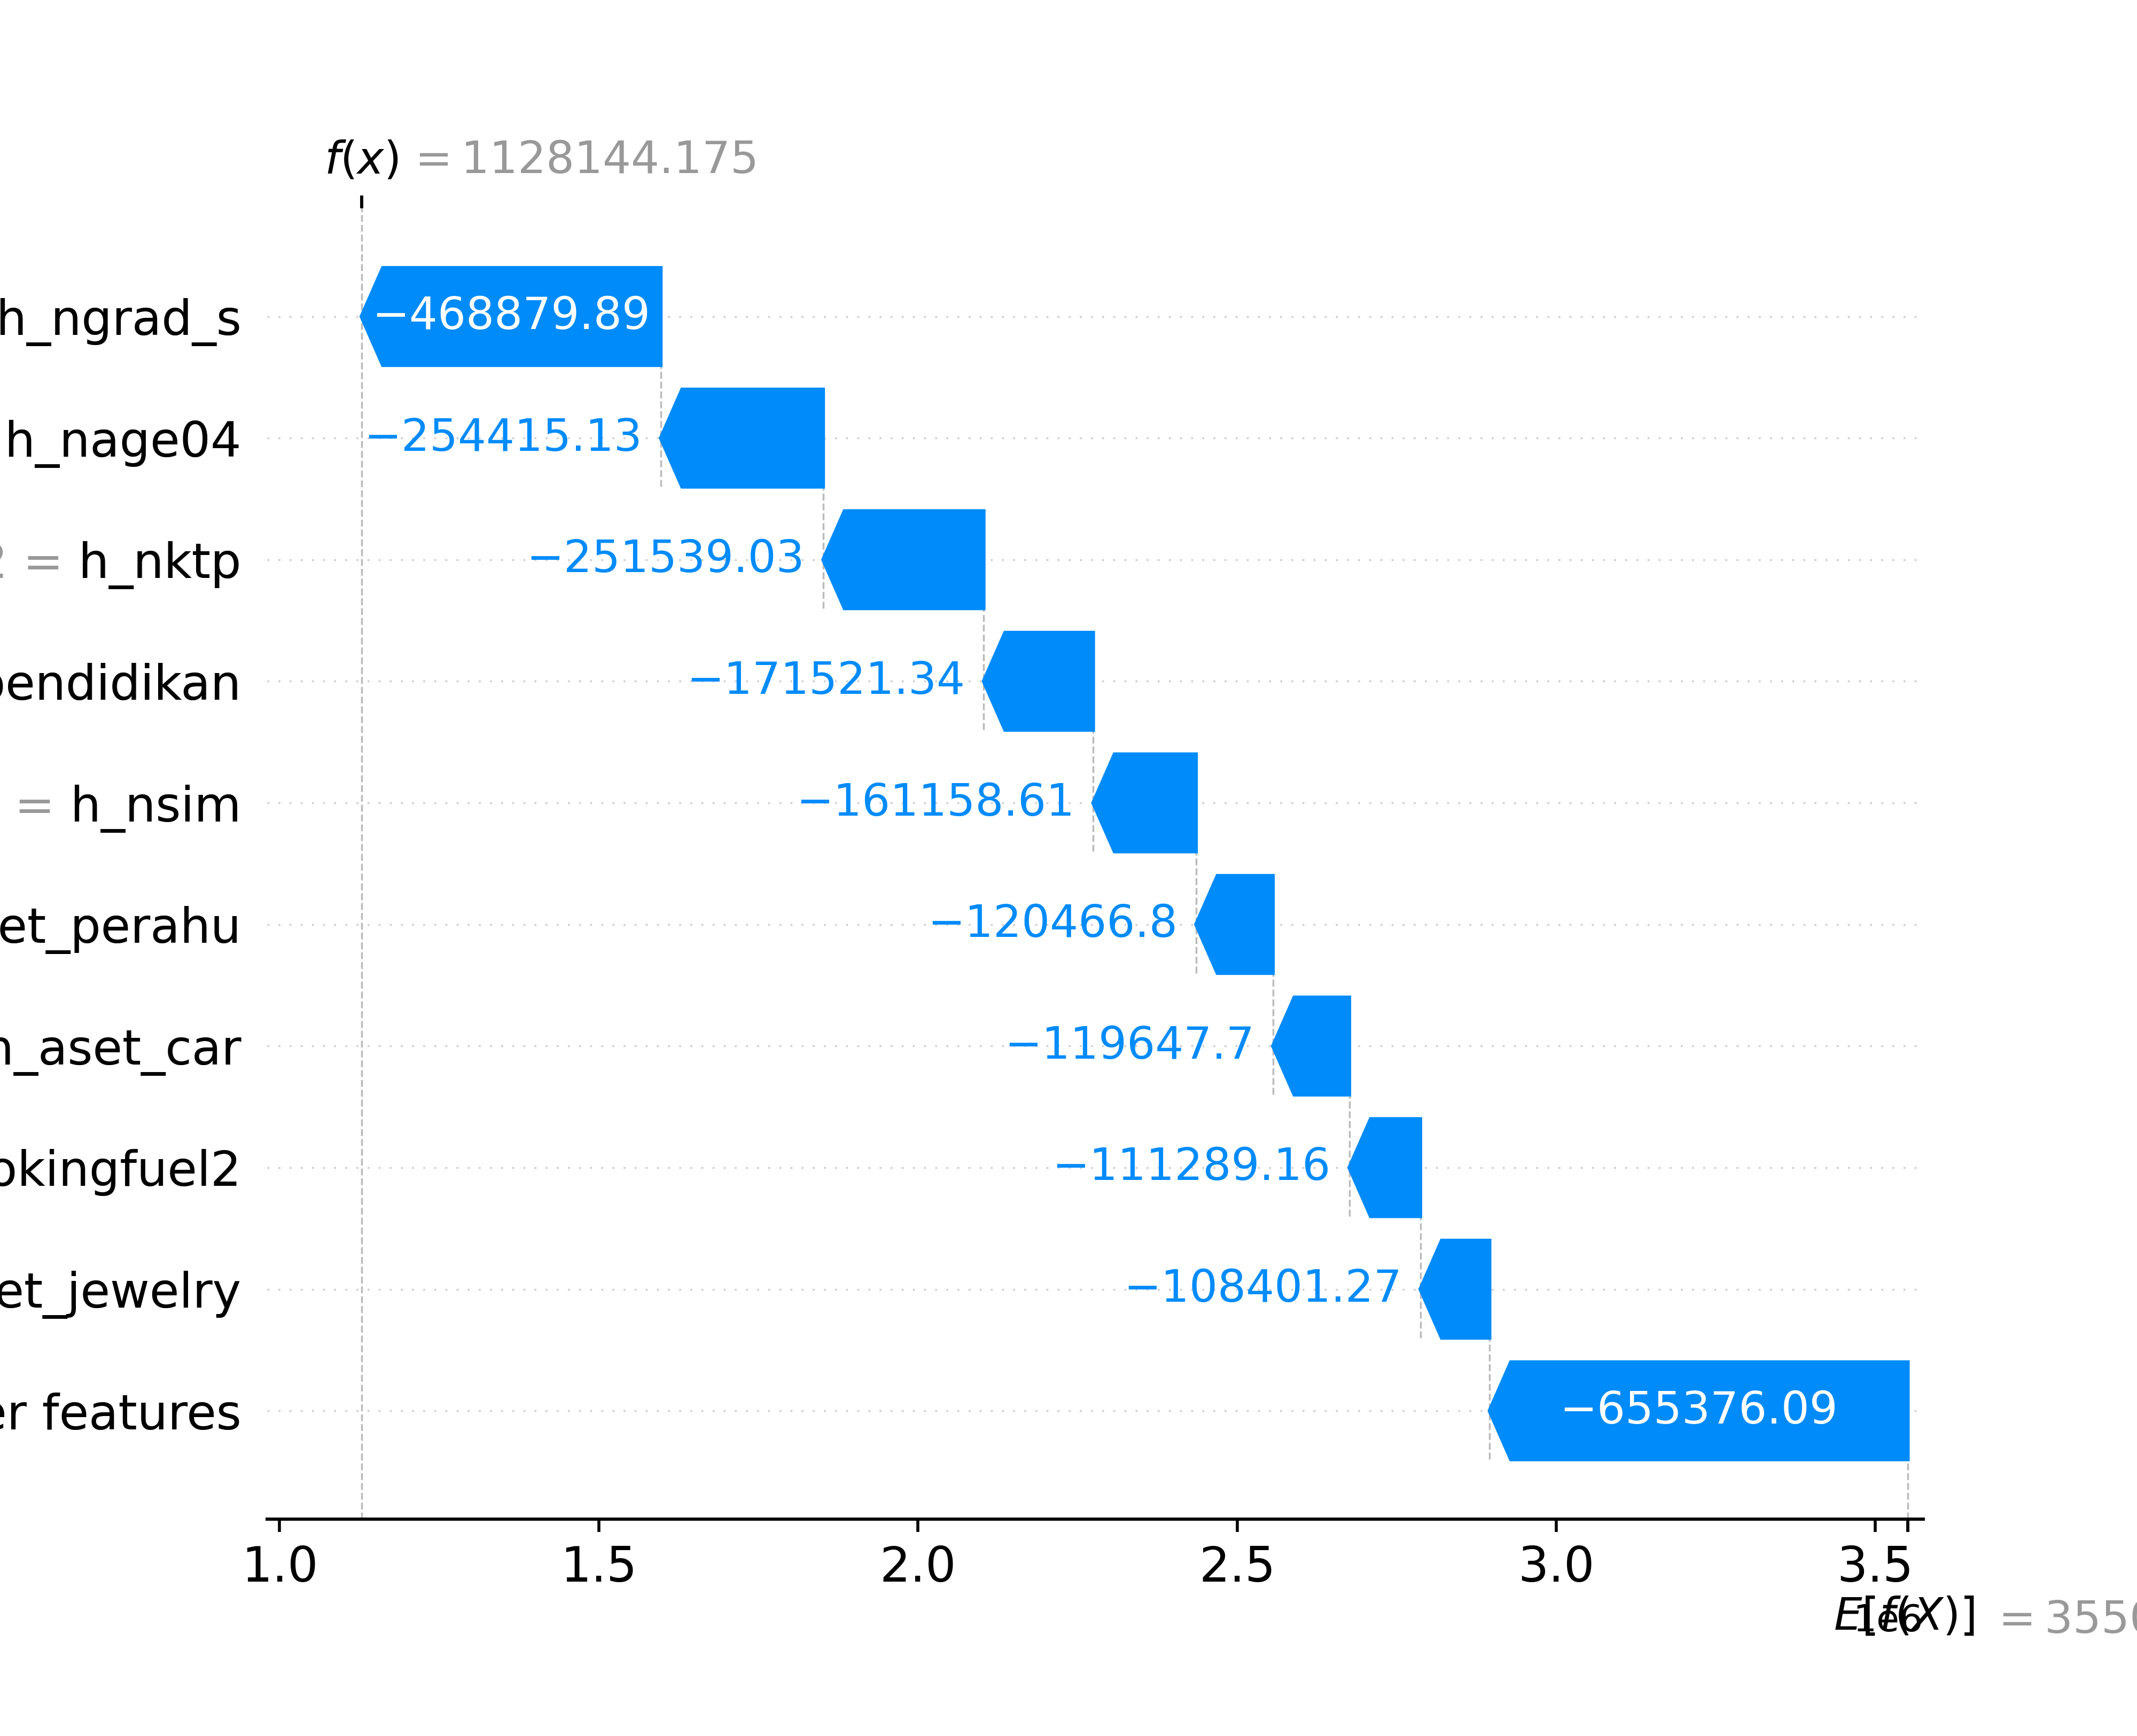 f(x) = 1128144.175
h_ngrad_s −468879.89
h_nage04 −254415.13
= h_nktp −251539.03
pendidikan −171521.34
= h_nsim −161158.61
et_perahu −120466.8
_aset_car −119647.7
okingfuel2 −111289.16
et_jewelry −108401.27
er features −655376.09
1.0 1.5 2.0 2.5 3.0 3.5
1e6
E[f(X)] = 355